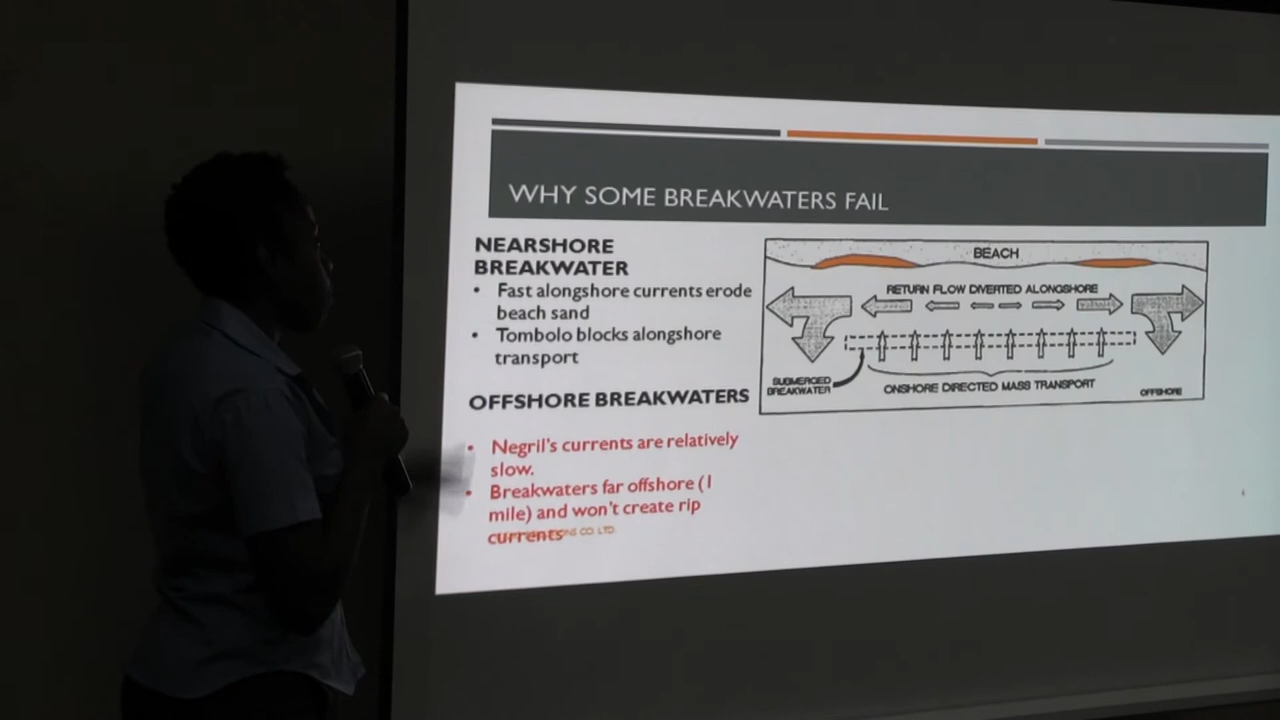 WHY SOME BREAKWATERS FAIL
NEARSHORE
BREAKWATER
• Fast alongshore currents erode
beach sand
• Tombolo blocks alongshore
transport
OFFSHORE BREAKWATERS
• Negril's currents are relatively
slow.
• Breakwaters far offshore (1
mile) and won't create rip
currents
CO. LTD.
BEACH
RETURN FLOW DIVERTED ALONGSHORE
SUBMERGED
BREAKWATER
ONSHORE DIRECTED MASS TRANSPORT
OFFSHORE